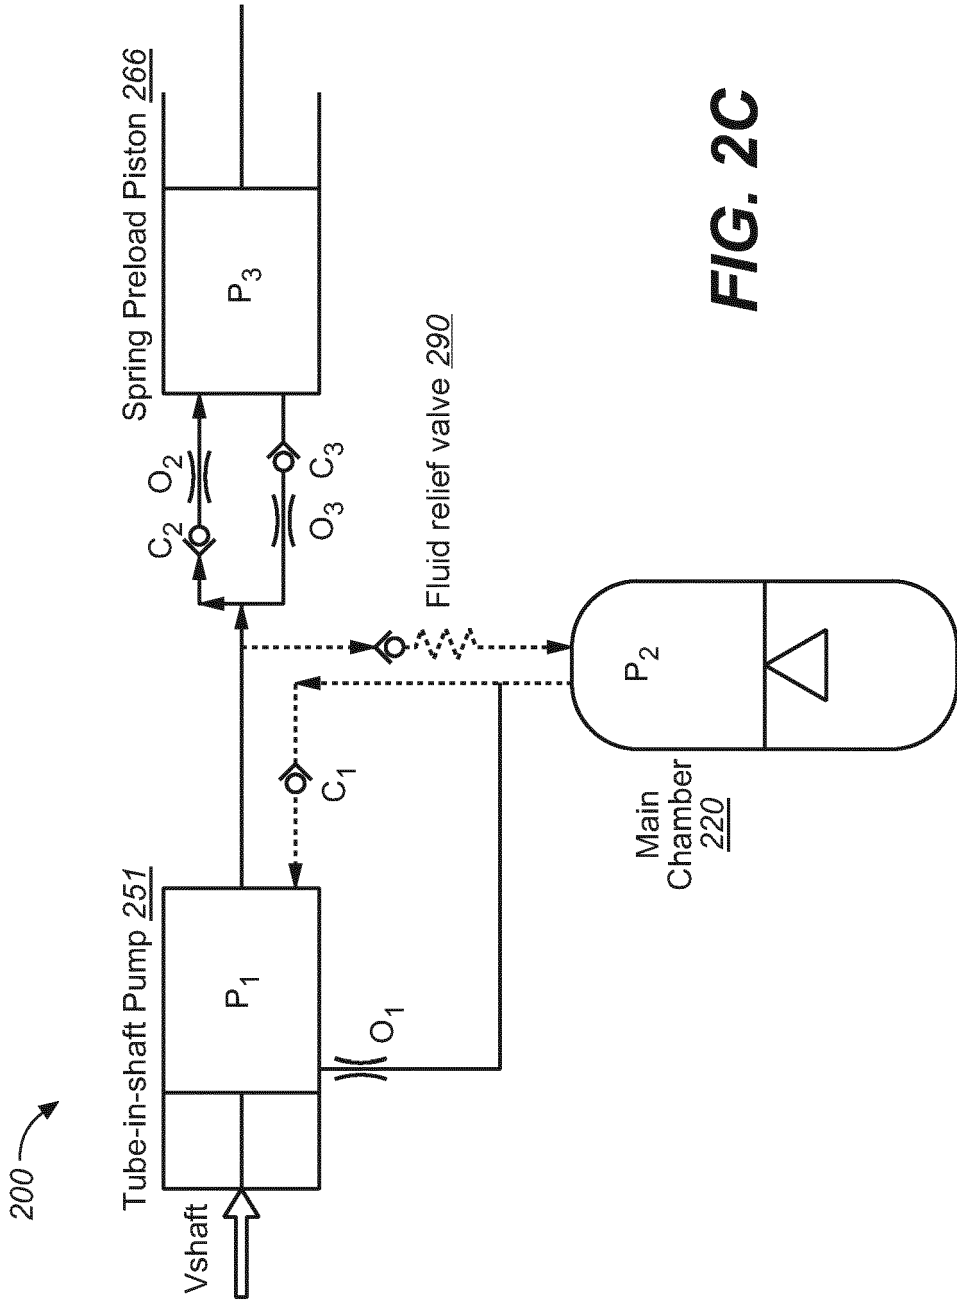 200
Vshaft
Tube-in-shaft Pump 251
P1
O1
C1
Main
Chamber
220
P2
Fluid relief valve 290
C2
O2
O3
C3
Spring Preload Piston 266
P3
FIG. 2C